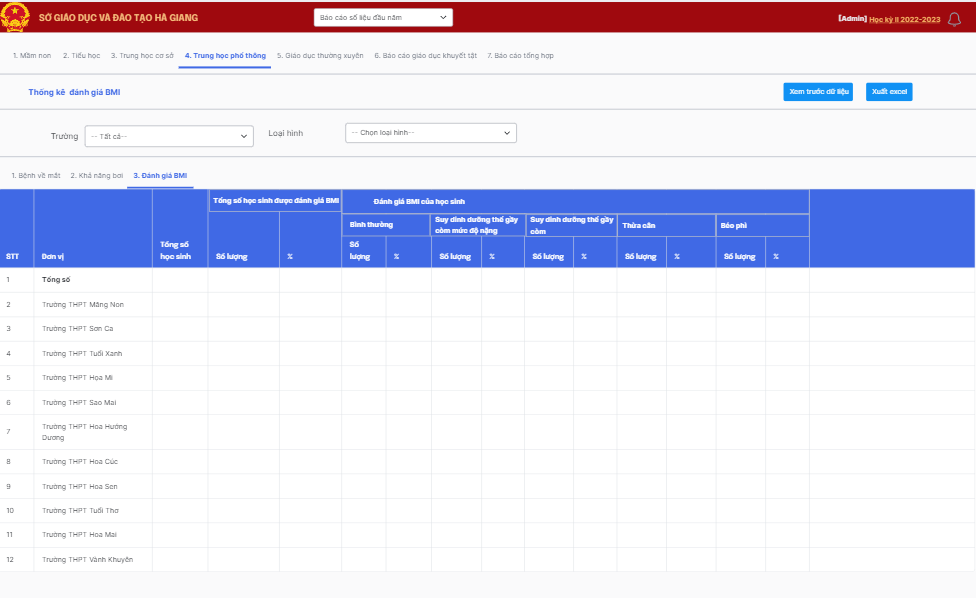 SỞ GIÁO DỤC VÀ ĐÀO TẠO HÀ GIANG
Báo cáo số liệu đầu năm
[Admin] Học kỳ II 2022-2023
1. Mầm non 2. Tiểu học 3. Trung học cơ sở 4. Trung học phổ thông 5. Giáo dục thường xuyên 6. Báo cáo giáo dục khuyết tật 7. Báo cáo tổng hợp
Thống kê đánh giá BMI
Xem trước dữ liệu
Xuất excel
Trường
-- Tất cả--
Loại hình
-- Chọn loại hình--
1. Bệnh về mắt 2. Khả năng bơi 3. Đánh giá BMI
STT
Đơn vị
Tổng số
học sinh
Tổng số học sinh được đánh giá BMI
Đánh giá BMI của học sinh
Bình thường
Suy dinh dưỡng thể gầy
còm mức độ nặng
Suy dinh dưỡng thể gầy
còm
Thừa cân
Béo phì
Số lượng
%
Số
lượng
%
Số lượng
%
Số lượng
%
Số lượng
%
Số lượng
%
1 Tổng số
2 Trường THPT Măng Non
3 Trường THPT Sơn Ca
4 Trường THPT Tuổi Xanh
5 Trường THPT Họa Mi
6 Trường THPT Sao Mai
7 Trường THPT Hoa Hướng
Dương
8 Trường THPT Hoa Cúc
9 Trường THPT Hoa Sen
10 Trường THPT Tuổi Thơ
11 Trường THPT Hoa Mai
12 Trường THPT Vành Khuyên